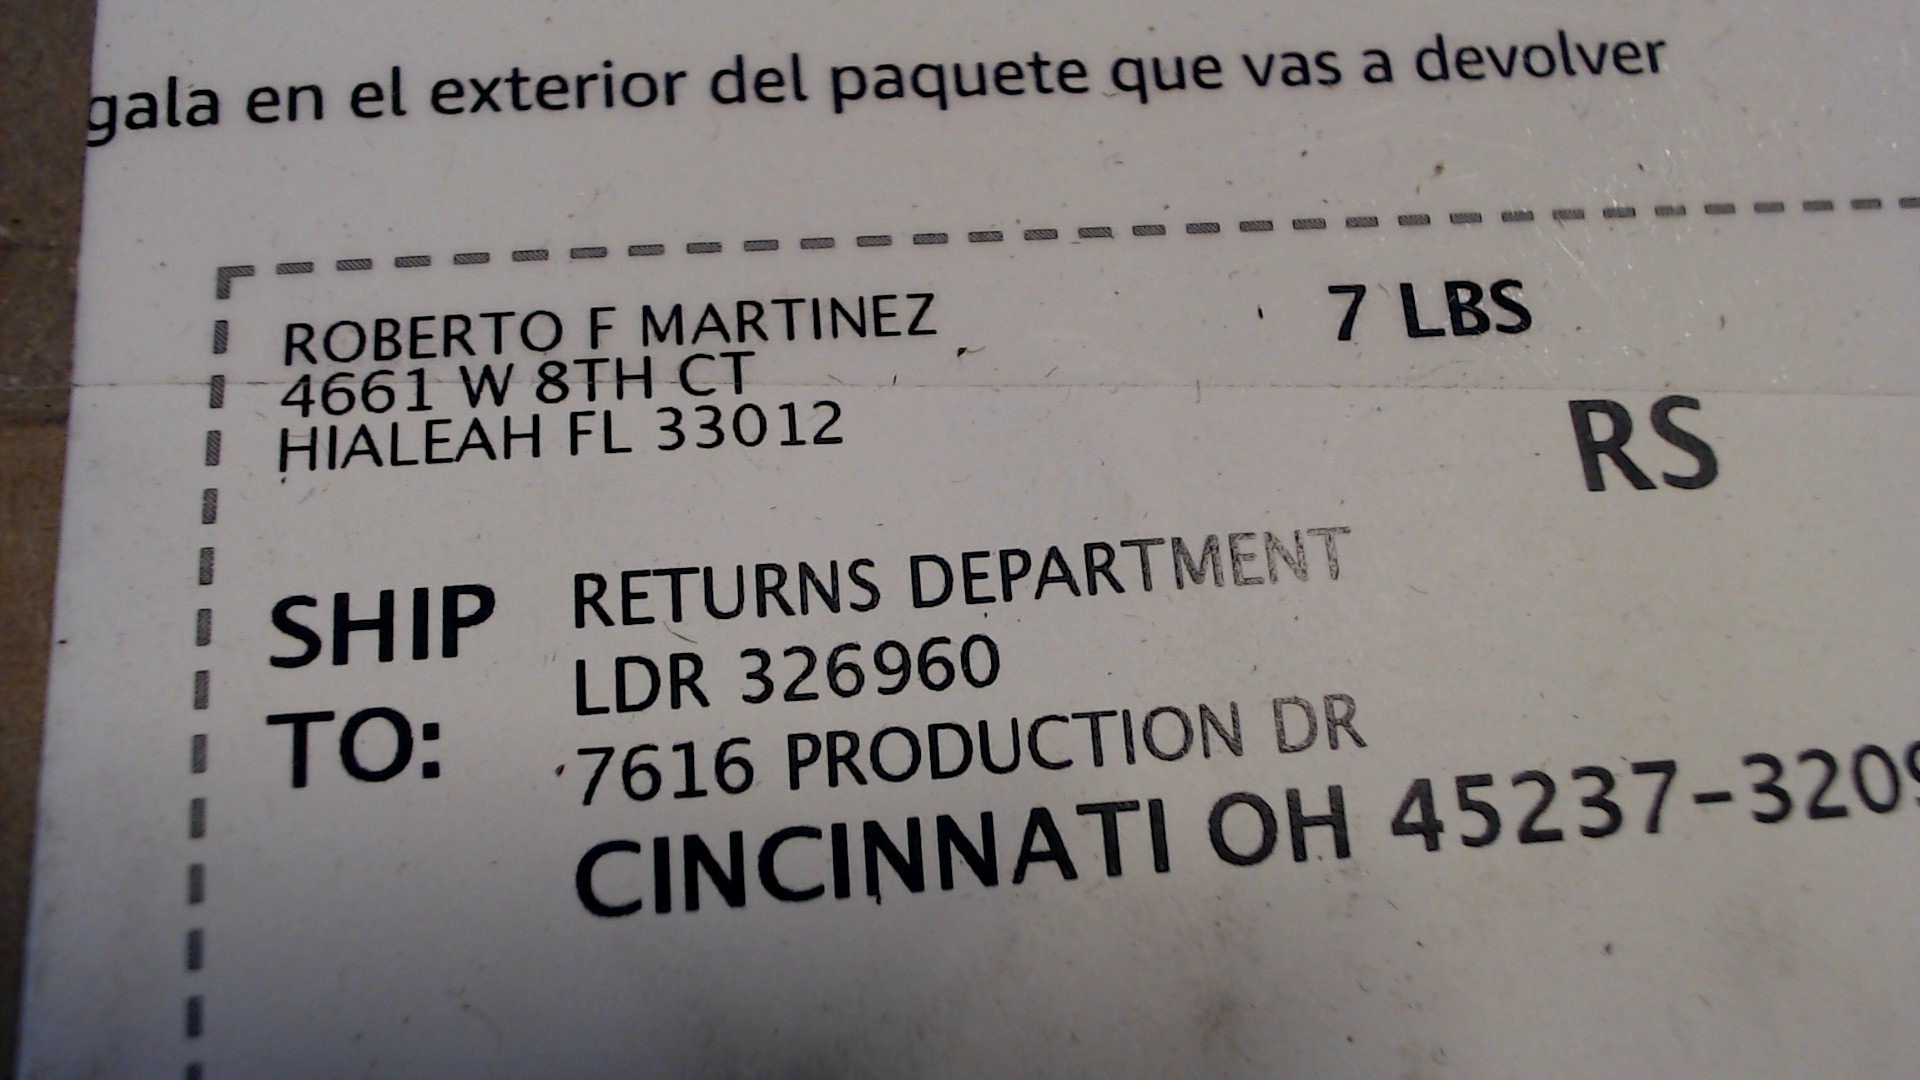 gala en el exterior del paquete que vas a devolver
ROBERTO F MARTINEZ
7 LBS
4661 W 8TH CT
HIALEAH FL 33012
RS
SHIP TO:
RETURNS DEPARTMENT
LDR 326960
7616 PRODUCTION DR
CINCINNATI OH 45237-3209